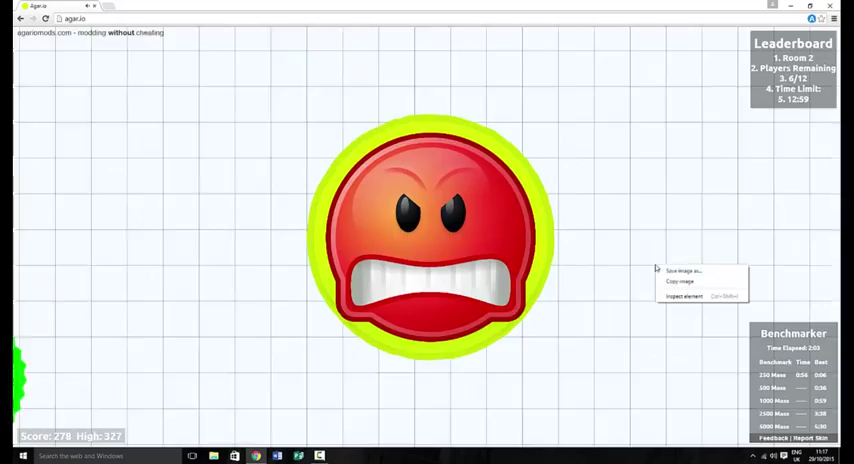 Agar.io
agar.io
agariomods.com - modding without cheating
Leaderboard
1. Room 2
2. Players Remaining
3. 6/12
4. Time Limit:
5. 12:59
Save image as...
Copy image
Inspect element Ctrl+Shift+I
Benchmarker
Time Elapsed: 2:03
Benchmark Time Best
250 Mass 0:56 0:06
500 Mass ---- 0:36
1000 Mass ---- 0:59
2500 Mass ---- 3:38
5000 Mass ---- 5:30
Feedback | Report Skin
Score: 278 High: 327
Search the web and Windows
ENG
UK
11:17
29/10/2015